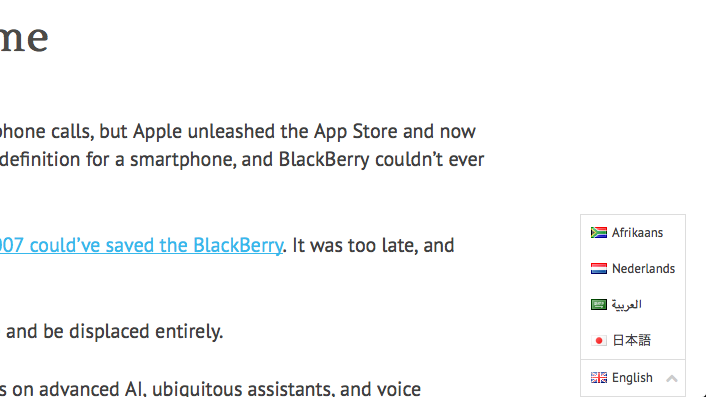 me
phone calls, but Apple unleashed the App Store and now
definition for a smartphone, and BlackBerry couldn’t ever
007 could’ve saved the BlackBerry. It was too late, and
and be displaced entirely.
s on advanced AI, ubiquitous assistants, and voice
Afrikaans
Nederlands
العربية
日本語
English